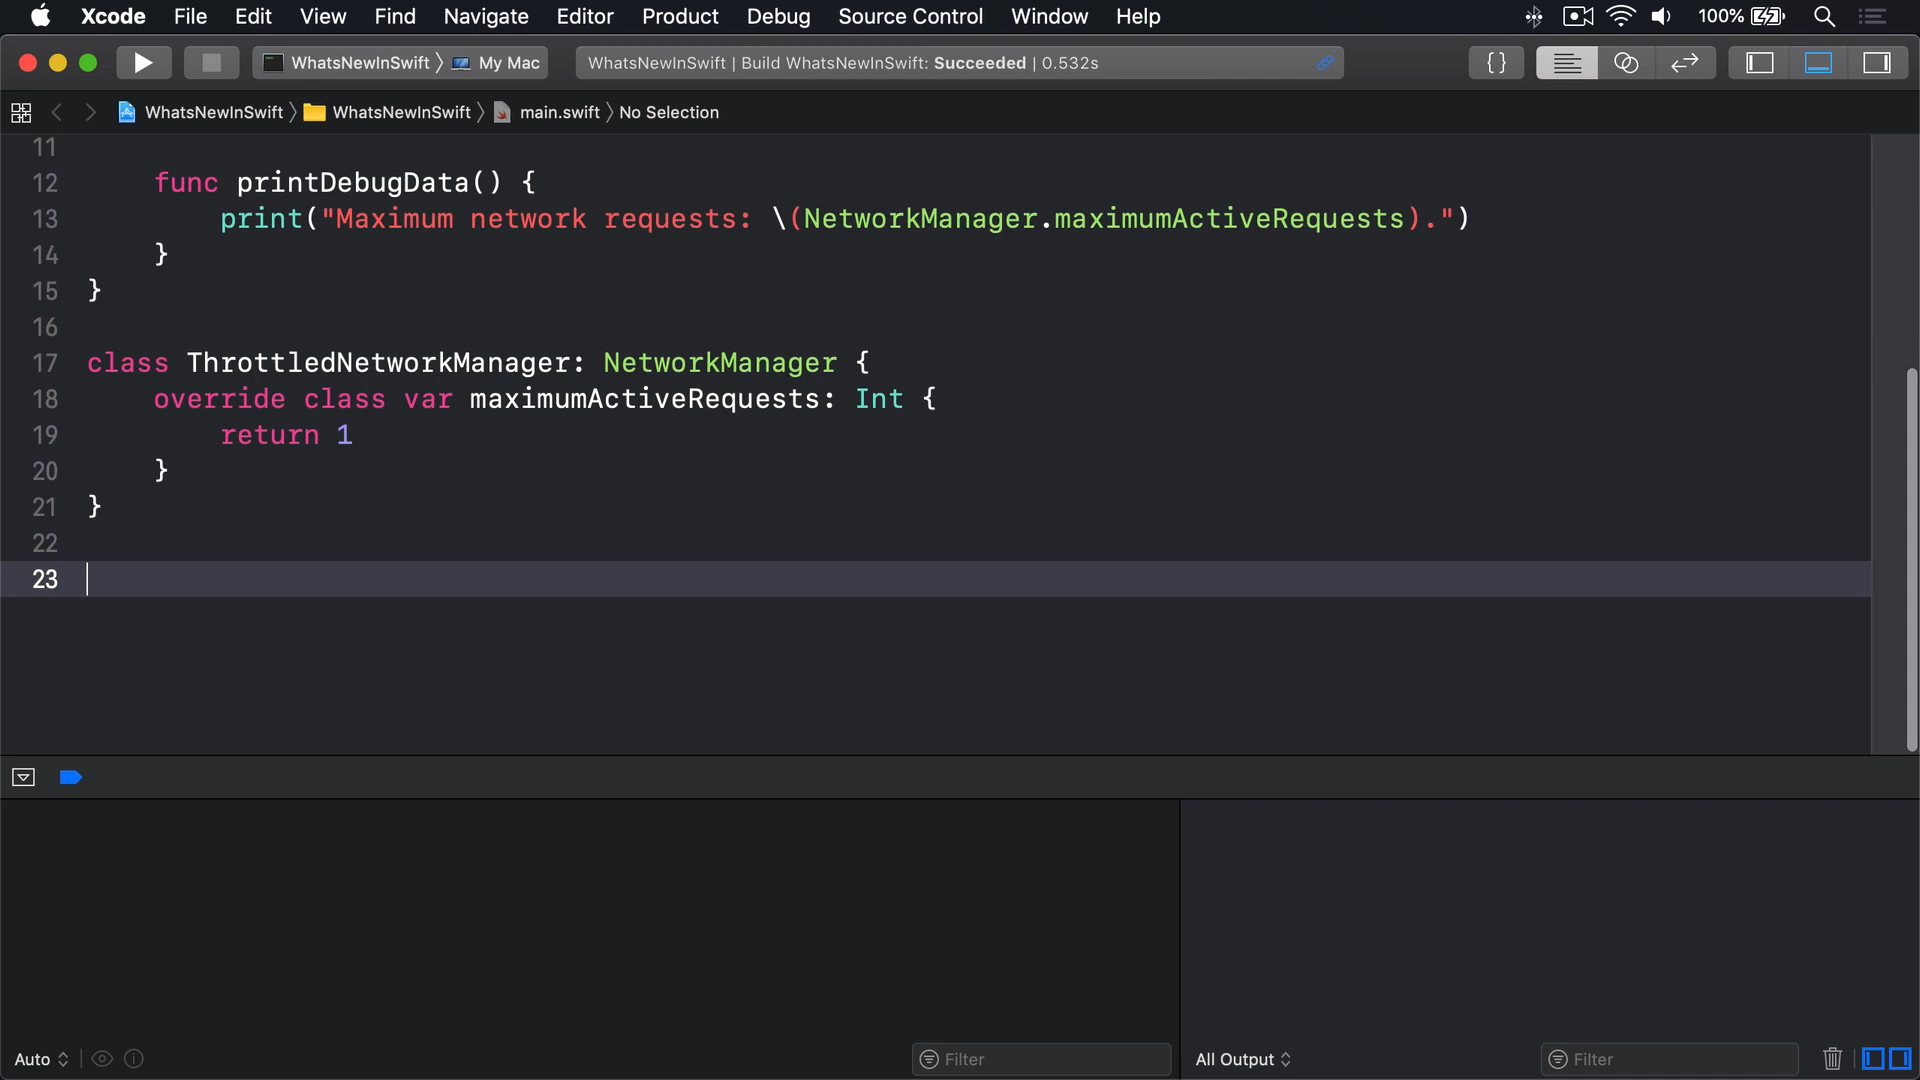 Xcode File Edit View Find Navigate Editor Product Debug Source Control Window Help 100%
WhatsNewInSwift 〉 My Mac WhatsNewInSwift | Build WhatsNewInSwift: Succeeded | 0.532s {}
WhatsNewInSwift 〉 WhatsNewInSwift 〉 main.swift 〉 No Selection
11
12 func printDebugData() {
13 print("Maximum network requests: \(NetworkManager.maximumActiveRequests).")
14 }
15 }
16
17 class ThrottledNetworkManager: NetworkManager {
18 override class var maximumActiveRequests: Int {
19 return 1
20 }
21 }
22
23
Auto Filter All Output Filter